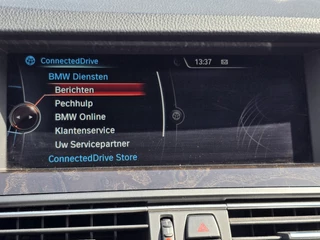 ConnectedDrive
13:37
BMW Diensten
Berichten
Pechhulp
BMW Online
Klantenservice
Uw Servicepartner
ConnectedDrive Store